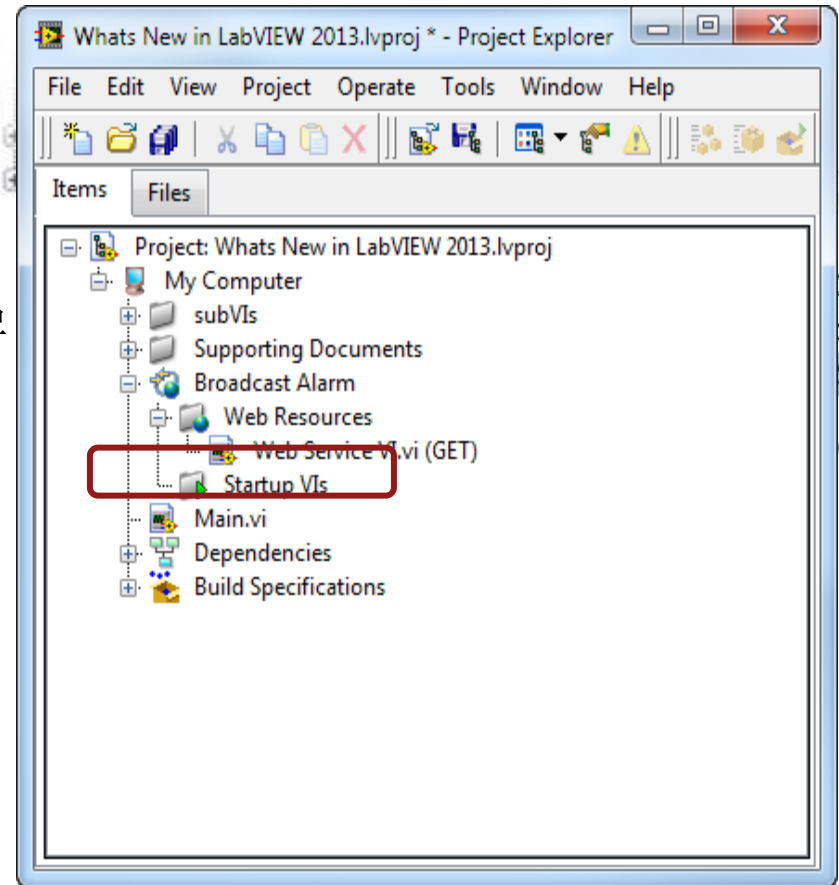 Whats New in LabVIEW 2013.lvproj * - Project Explorer
File Edit View Project Operate Tools Window Help
Items Files
Project: Whats New in LabVIEW 2013.lvproj
My Computer
subVIs
Supporting Documents
Broadcast Alarm
Web Resources
Web Service VI.vi (GET)
Startup VIs
Main.vi
Dependencies
Build Specifications